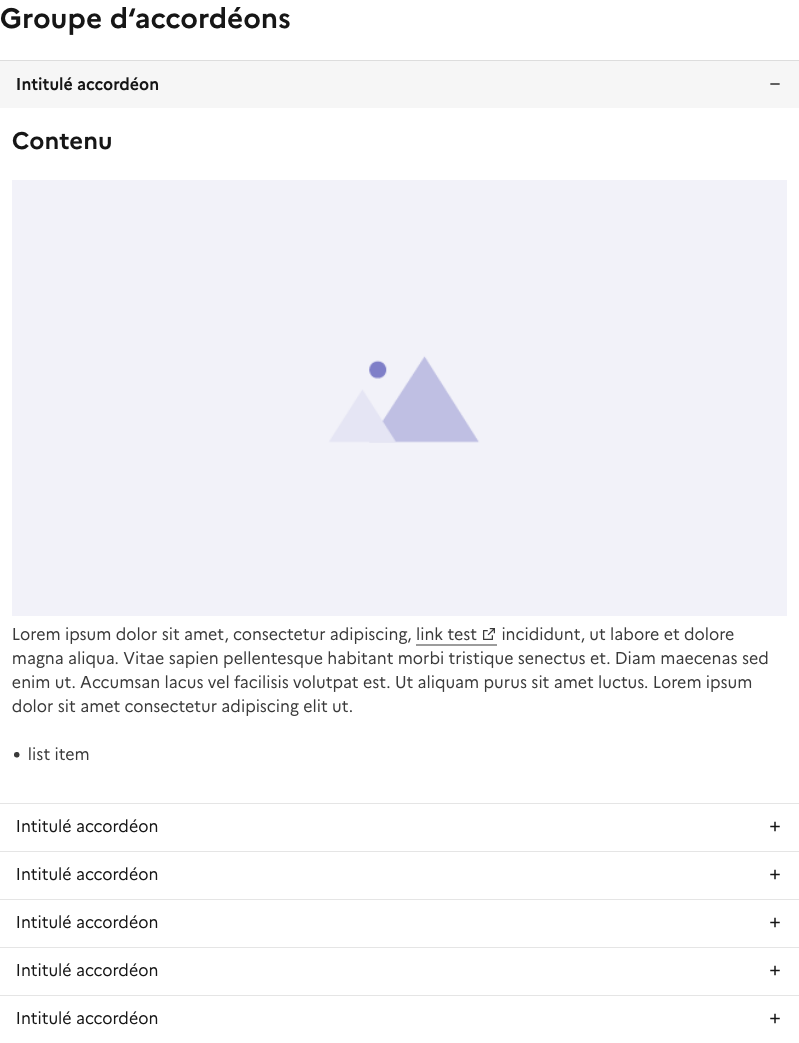 Groupe d‘accordéons
Intitulé accordéon −
Contenu
Lorem ipsum dolor sit amet, consectetur adipiscing, link test incididunt, ut labore et dolore
magna aliqua. Vitae sapien pellentesque habitant morbi tristique senectus et. Diam maecenas sed
enim ut. Accumsan lacus vel facilisis volutpat est. Ut aliquam purus sit amet luctus. Lorem ipsum
dolor sit amet consectetur adipiscing elit ut.
• list item
Intitulé accordéon +
Intitulé accordéon +
Intitulé accordéon +
Intitulé accordéon +
Intitulé accordéon +